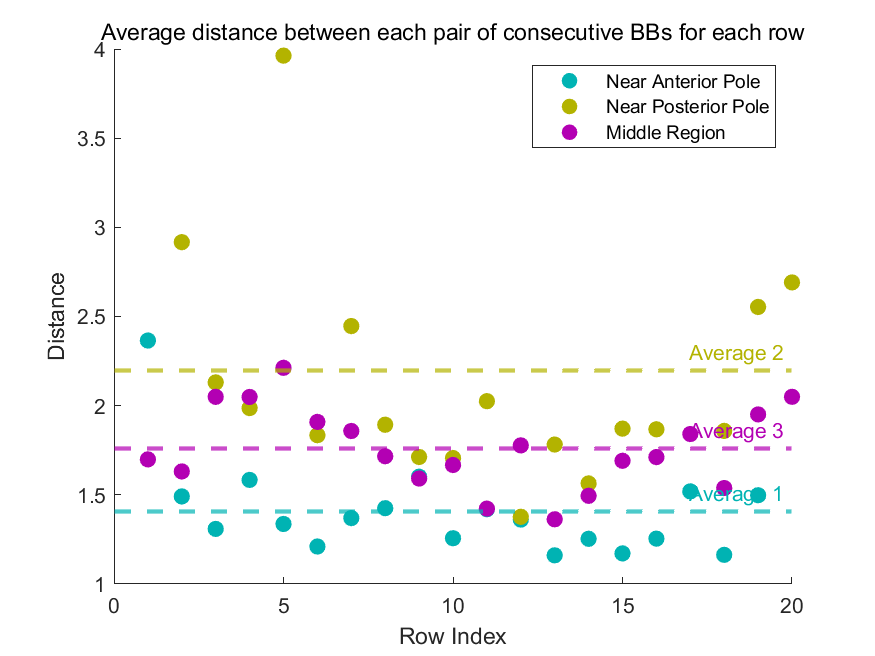 Average distance between each pair of consecutive BBs for each row
4
3.5
3
2.5
2
1.5
1
Distance
Near Anterior Pole
Near Posterior Pole
Middle Region
Average 2
Average 3
Average 1
0
5
10
15
20
Row Index